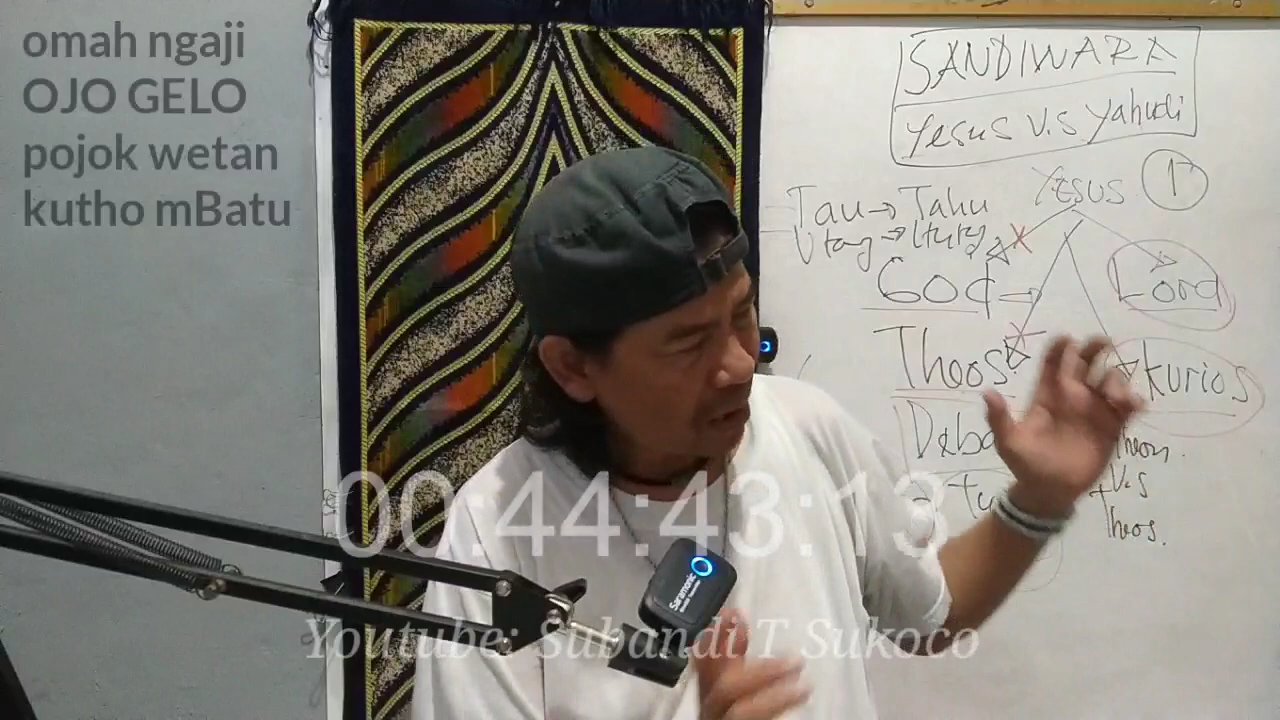 omah ngaji
OJO GELO
pojok wetan
kutho mBatu
SANDIWARA
Yesus V.S Yahudi
Yesus 1
Tau → Tahu
Utang →
God
Lord
Theos
kurios
Theon.
V.s
Theos.
00:44:43:13
Saramonic
Youtube: Subandi T Sukoco